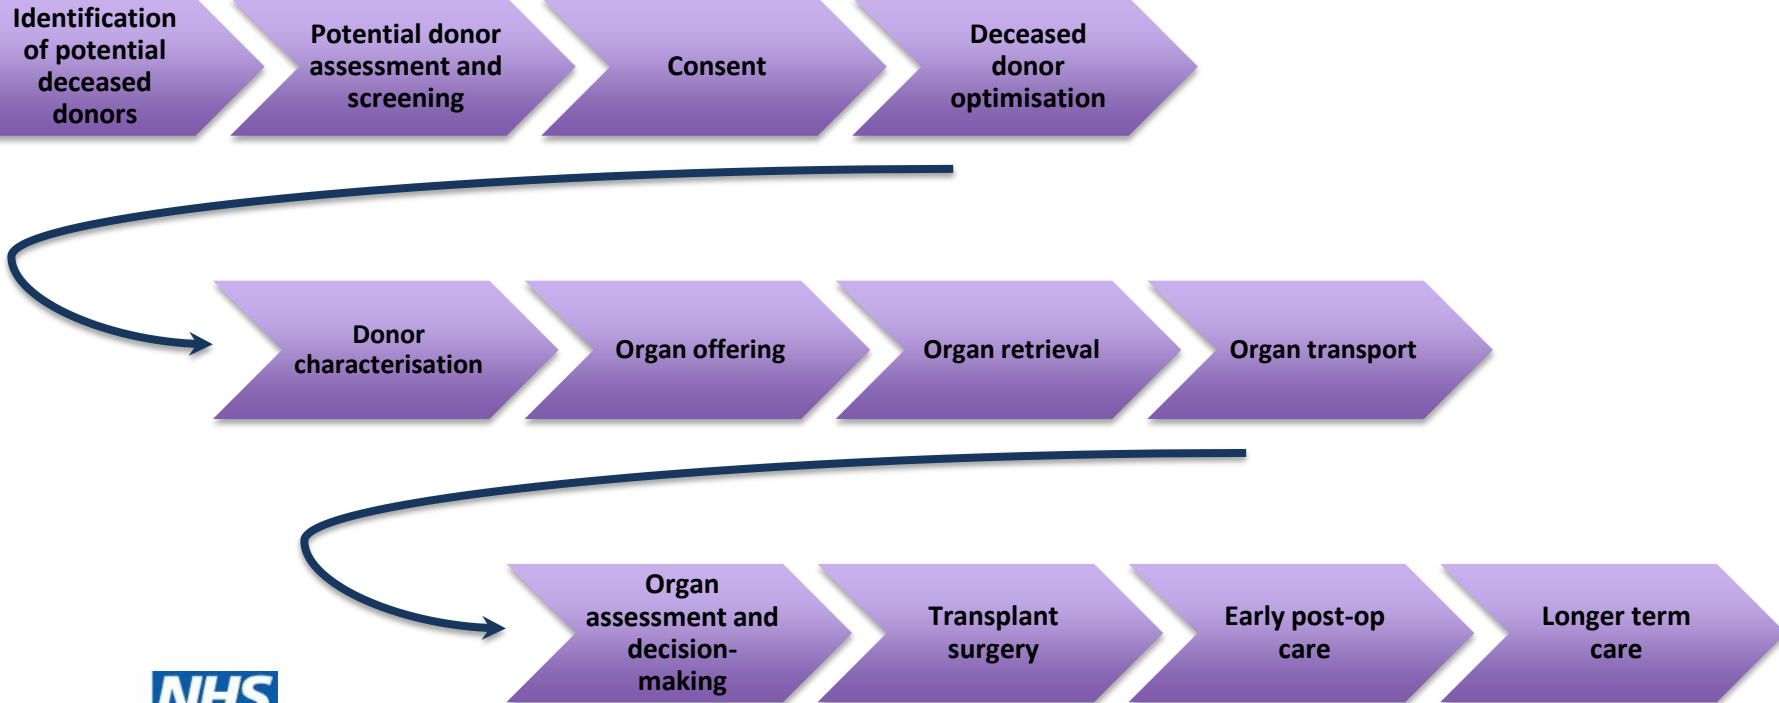 Identification
of potential
deceased
donors
Potential donor
assessment and
screening
Consent
Deceased
donor
optimisation
Donor
characterisation
Organ offering
Organ retrieval
Organ transport
Organ
assessment and
decision-
making
Transplant
surgery
Early post-op
care
Longer term
care
NHS